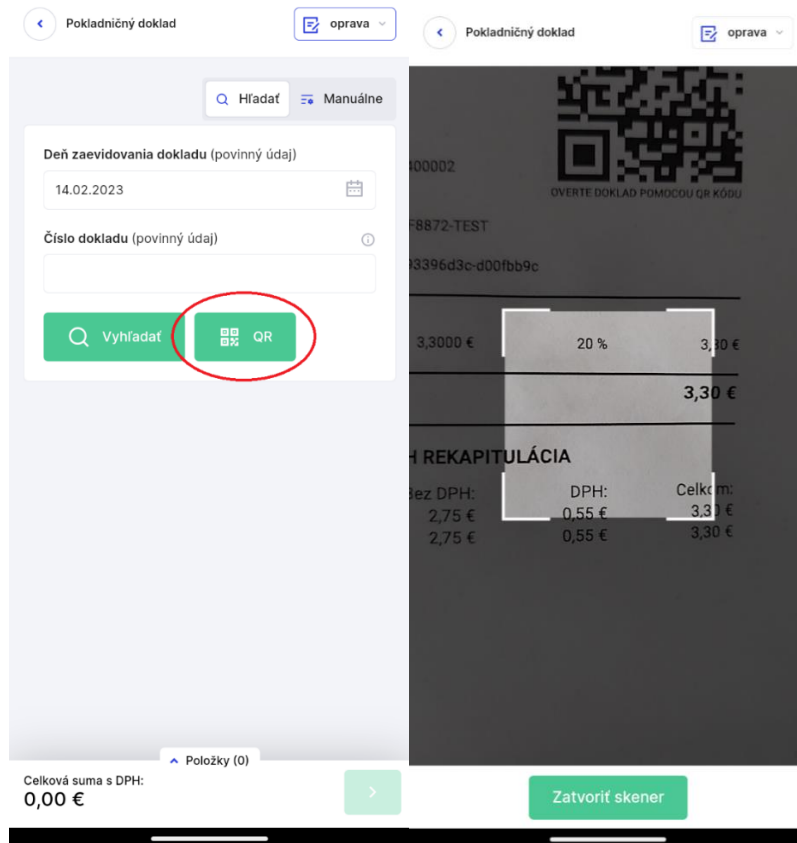 Pokladničný doklad
oprava
Hľadať
Manuálne
Deň zaevidovania dokladu (povinný údaj)
14.02.2023
Číslo dokladu (povinný údaj)
Vyhľadať
QR
Položky (0)
Celková suma s DPH:
0,00 €
Pokladničný doklad
oprava
400002
OVERTE DOKLAD POMOCOU QR KÓDU
F8872-TEST
93396d3c-d00fbb9c
3,3000 € 20 % 3,30 €
3,30 €
H REKAPITULÁCIA
Bez DPH: DPH: Celkom:
2,75 € 0,55 € 3,30 €
2,75 € 0,55 € 3,30 €
Zatvoriť skener